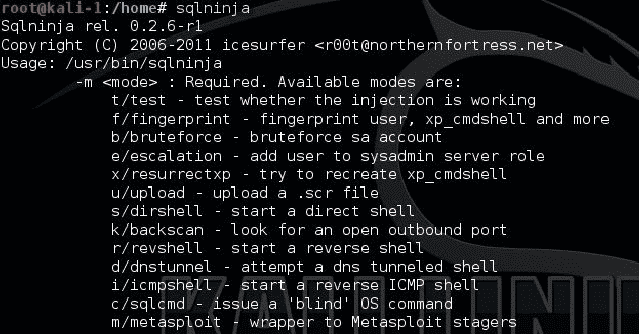 root@kali-1:/home# sqlninja
Sqlninja rel. 0.2.6-r1
Copyright (C) 2006-2011 icesurfer <r00t@northernfortress.net>
Usage: /usr/bin/sqlninja
-m <mode> : Required. Available modes are:
t/test - test whether the injection is working
f/fingerprint - fingerprint user, xp_cmdshell and more
b/bruteforce - bruteforce sa account
e/escalation - add user to sysadmin server role
x/resurrectxp - try to recreate xp_cmdshell
u/upload - upload a .scr file
s/dirshell - start a direct shell
k/backscan - look for an open outbound port
r/revshell - start a reverse shell
d/dnstunnel - attempt a dns tunneled shell
i/icmpshell - start a reverse ICMP shell
c/sqlcmd - issue a 'blind' OS command
m/metasploit - wrapper to Metasploit stagers